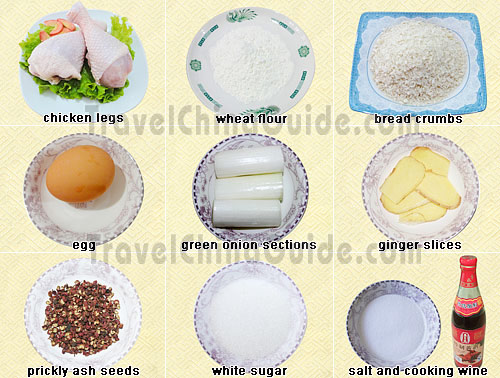 chicken legs
wheat flour
bread crumbs
TravelChinaGuide.com
egg
green onion sections
ginger slices
TravelChinaGuide.com
prickly ash seeds
white sugar
salt and cooking wine